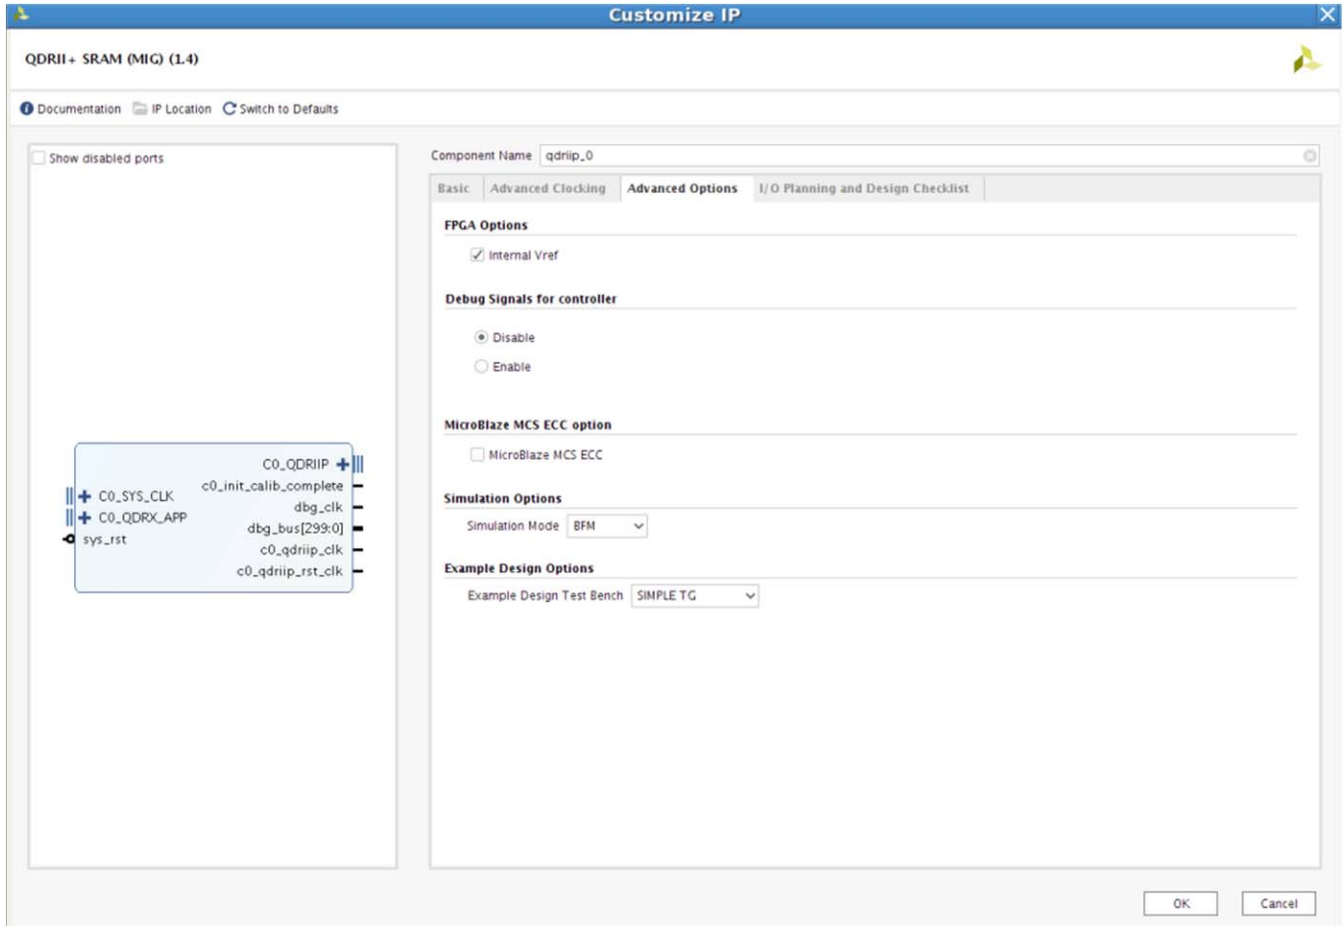 Customize IP
QDRII+ SRAM (MIG) (1.4)
Documentation IP Location Switch to Defaults
Show disabled ports
Component Name qdriip_0
Basic Advanced Clocking Advanced Options I/O Planning and Design Checklist
FPGA Options
Internal Vref
Debug Signals for controller
Disable
Enable
MicroBlaze MCS ECC option
MicroBlaze MCS ECC
Simulation Options
Simulation Mode BFM
Example Design Options
Example Design Test Bench SIMPLE TG
C0_SYS_CLK
C0_QDRX_APP
sys_rst
C0_QDRIIP
c0_init_calib_complete
dbg_clk
dbg_bus[299:0]
c0_qdriip_clk
c0_qdriip_rst_clk
OK Cancel